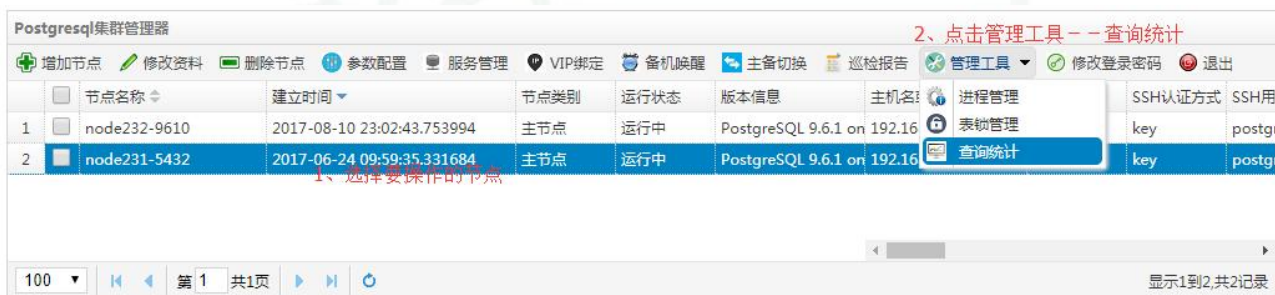 Postgresql集群管理器
2、点击管理工具－－查询统计
增加节点 修改资料 删除节点 参数配置 服务管理 VIP绑定 备机唤醒 主备切换 巡检报告 管理工具 修改登录密码 退出
节点名称 建立时间 节点类别 运行状态 版本信息 主机名 SSH认证方式 SSH用
进程管理
1 node232-9610 2017-08-10 23:02:43.753994 主节点 运行中 PostgreSQL 9.6.1 on 192.16 key postgr
表锁管理
2 node231-5432 2017-06-24 09:59:35.331684 主节点 运行中 PostgreSQL 9.6.1 on 192.16 key postgr
查询统计
1、选择要操作的节点
100 第 1 共1页 显示1到2,共2记录